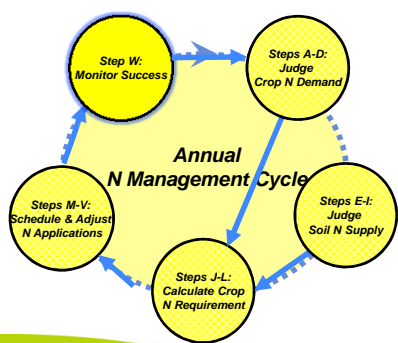 Step W:
Monitor Success
Steps A-D:
Judge
Crop N Demand
Annual
N Management Cycle
Steps E-I:
Judge
Soil N Supply
Steps J-L:
Calculate Crop
N Requirement
Steps M-V:
Schedule & Adjust
N Applications